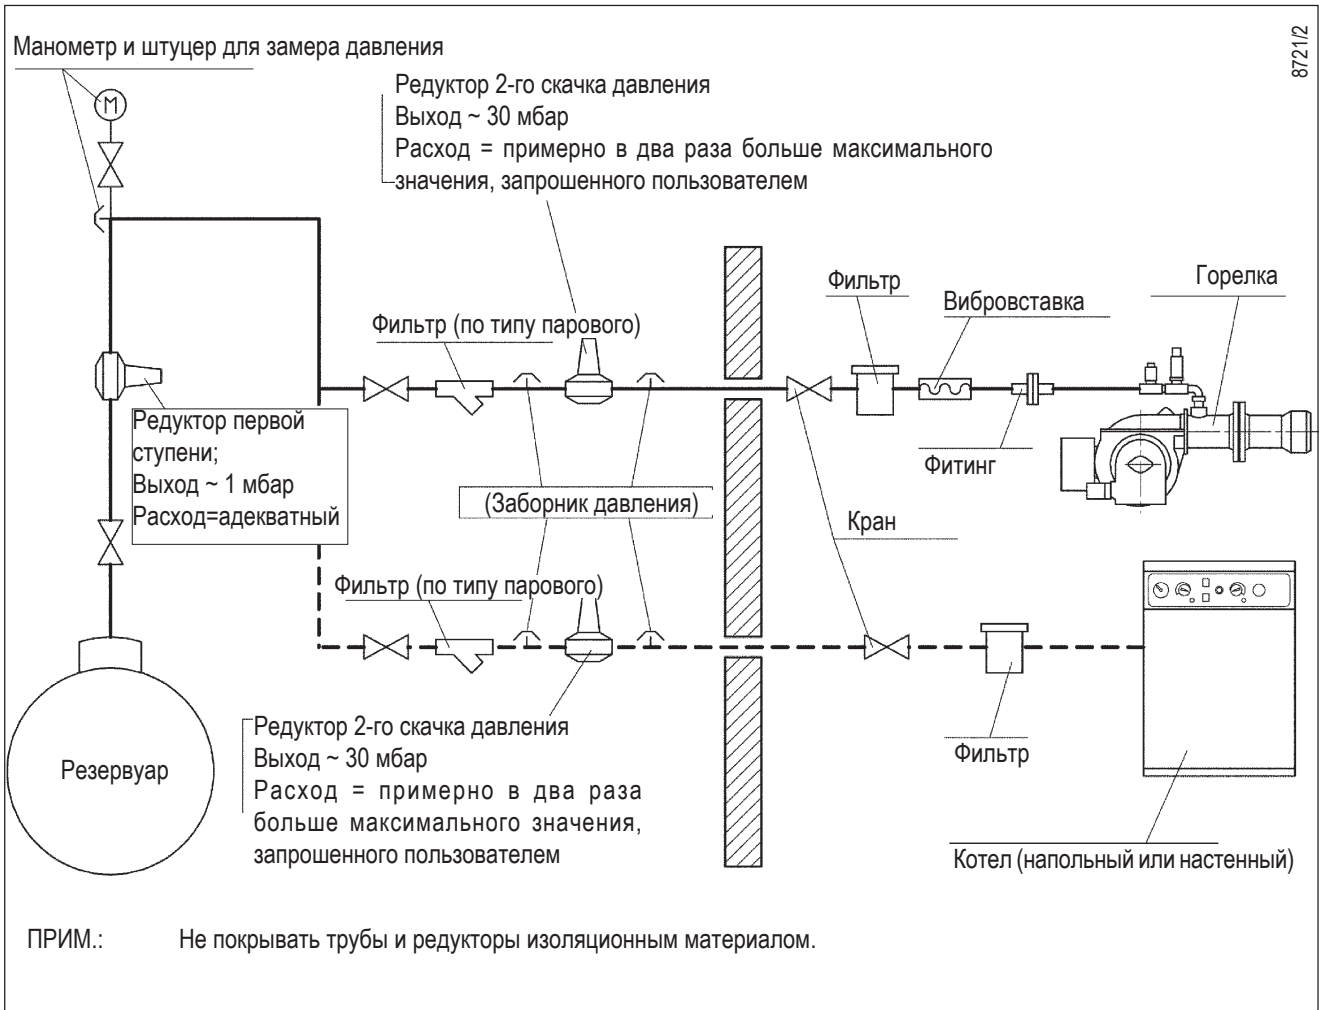 8721/2
Манометр и штуцер для замера давления
M
Редуктор 2-го скачка давления
Выход ~ 30 мбар
Расход = примерно в два раза больше максимального
значения, запрошенного пользователем
Фильтр (по типу парового)
Фильтр
Вибровставка
Горелка
Редуктор первой
ступени;
Выход ~ 1 мбар
Расход=адекватный
(Заборник давления)
Фитинг
Кран
Фильтр (по типу парового)
Редуктор 2-го скачка давления
Выход ~ 30 мбар
Расход = примерно в два раза
больше максимального значения,
запрошенного пользователем
Резервуар
Фильтр
Котел (напольный или настенный)
ПРИМ.: Не покрывать трубы и редукторы изоляционным материалом.